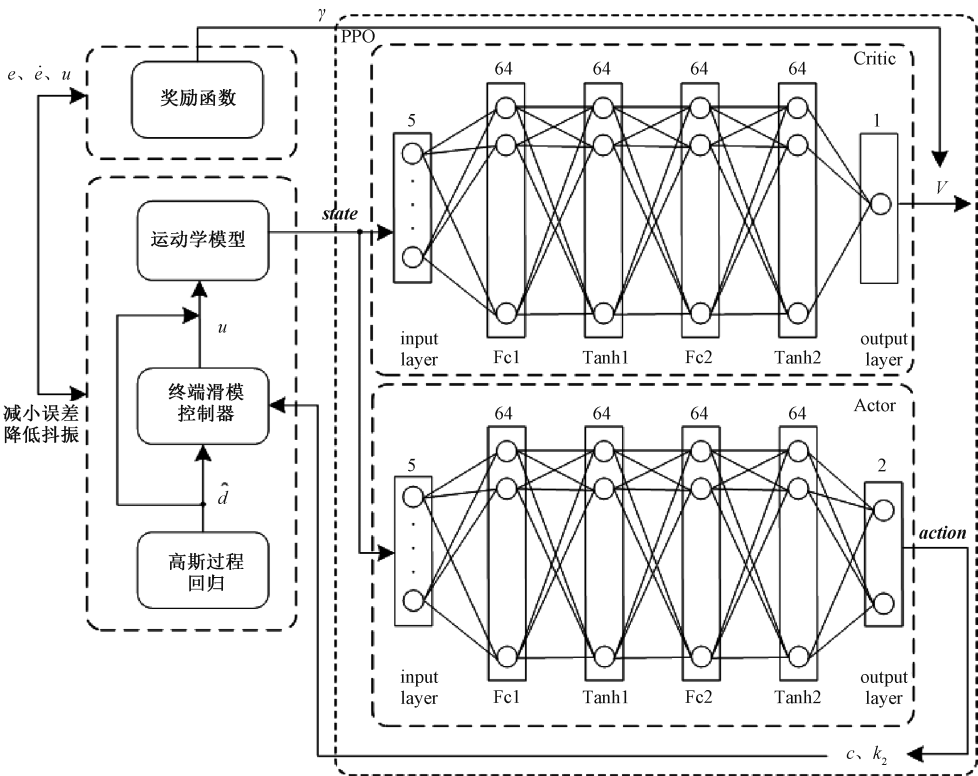 γ
PPO
e、ė、u
奖励函数
Critic
5
64
64
64
64
1
V
state
input layer
Fc1
Tanh1
Fc2
Tanh2
output layer
运动学模型
u
终端滑模
控制器
减小误差
降低抖振
d̂
高斯过程
回归
Actor
5
64
64
64
64
2
action
input
layer
Fc1
Tanh1
Fc2
Tanh2
output
layer
c、k₂